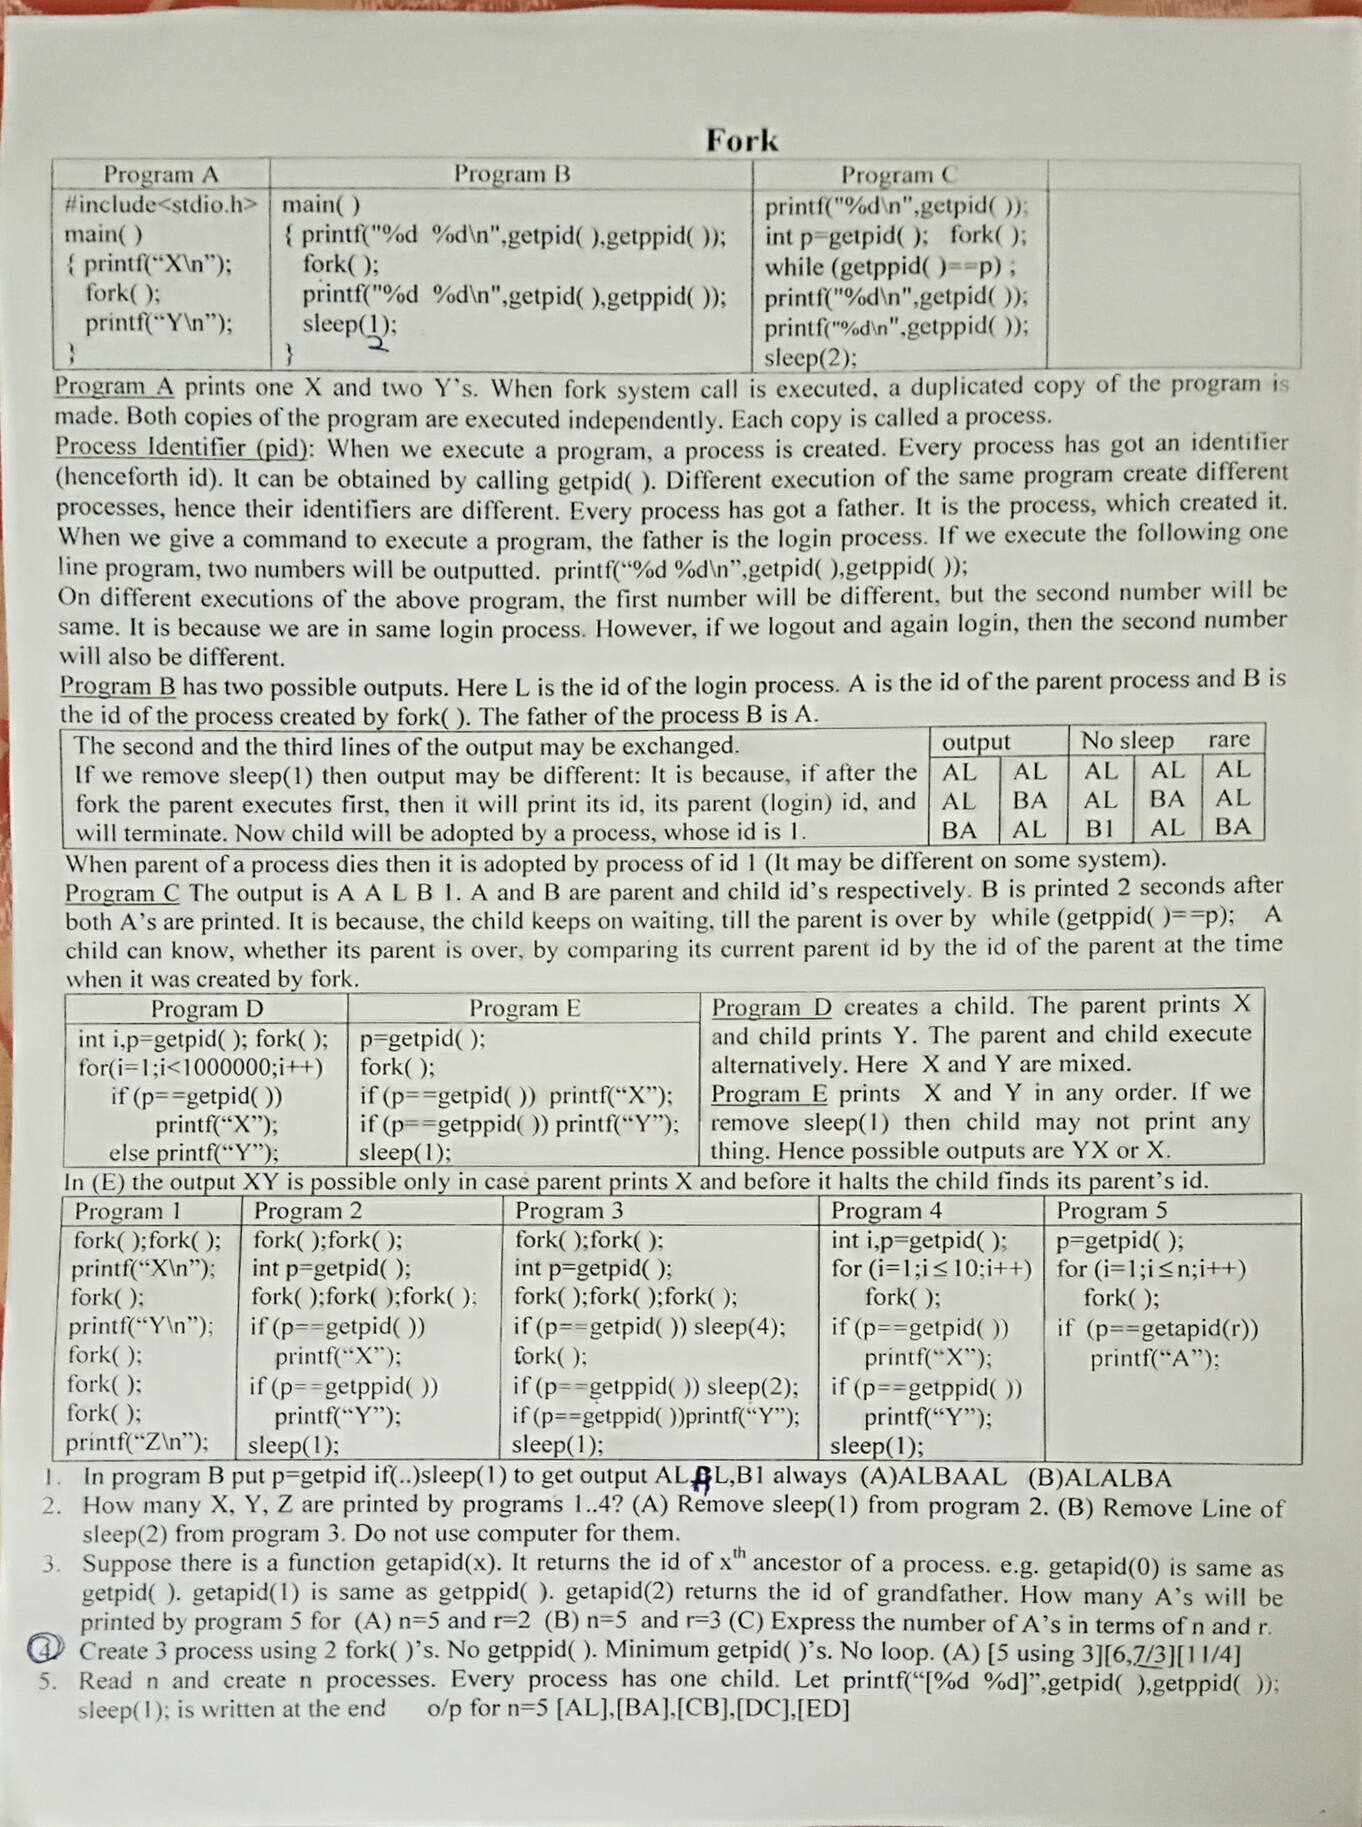 Fork
Program A Program B Program C
#include<stdio.h>
main( )
{ printf(“X\n”);
fork( );
printf(“Y\n”);
}
main( )
{ printf("%d %d\n",getpid( ),getppid( ));
fork( );
printf("%d %d\n",getpid( ),getppid( ));
sleep(1);
2
}
printf("%d\n",getpid( ));
int p=getpid( ); fork( );
while (getppid( )==p) ;
printf("%d\n",getpid( ));
printf("%d\n",getppid( ));
sleep(2);
Program A prints one X and two Y’s. When fork system call is executed, a duplicated copy of the program is
made. Both copies of the program are executed independently. Each copy is called a process.
Process Identifier (pid): When we execute a program, a process is created. Every process has got an identifier
(henceforth id). It can be obtained by calling getpid( ). Different execution of the same program create different
processes, hence their identifiers are different. Every process has got a father. It is the process, which created it.
When we give a command to execute a program, the father is the login process. If we execute the following one
line program, two numbers will be outputted. printf(“%d %d\n”,getpid( ),getppid( ));
On different executions of the above program, the first number will be different, but the second number will be
same. It is because we are in same login process. However, if we logout and again login, then the second number
will also be different.
Program B has two possible outputs. Here L is the id of the login process. A is the id of the parent process and B is
the id of the process created by fork( ). The father of the process B is A.
The second and the third lines of the output may be exchanged.
If we remove sleep(1) then output may be different: It is because, if after the
fork the parent executes first, then it will print its id, its parent (login) id, and
will terminate. Now child will be adopted by a process, whose id is 1.
output No sleep rare
AL AL AL AL AL
AL BA AL BA AL
BA AL B1 AL BA
When parent of a process dies then it is adopted by process of id 1 (It may be different on some system).
Program C The output is A A L B 1. A and B are parent and child id’s respectively. B is printed 2 seconds after
both A’s are printed. It is because, the child keeps on waiting, till the parent is over by while (getppid( )==p); A
child can know, whether its parent is over, by comparing its current parent id by the id of the parent at the time
when it was created by fork.
Program D Program E
int i,p=getpid( ); fork( );
for(i=1;i<1000000;i++)
if (p==getpid( ))
printf(“X”);
else printf(“Y”);
p=getpid( );
fork( );
if (p==getpid( )) printf(“X”);
if (p==getppid( )) printf(“Y”);
sleep(1);
Program D creates a child. The parent prints X
and child prints Y. The parent and child execute
alternatively. Here X and Y are mixed.
Program E prints X and Y in any order. If we
remove sleep(1) then child may not print any
thing. Hence possible outputs are YX or X.
In (E) the output XY is possible only in case parent prints X and before it halts the child finds its parent’s id.
Program 1 Program 2 Program 3 Program 4 Program 5
fork( );fork( );
printf(“X\n”);
fork( );
printf(“Y\n”);
fork( );
fork( );
fork( );
printf(“Z\n”);
fork( );fork( );
int p=getpid( );
fork( );fork( );fork( );
if (p==getpid( ))
printf(“X”);
if (p==getppid( ))
printf(“Y”);
sleep(1);
fork( );fork( );
int p=getpid( );
fork( );fork( );fork( );
if (p==getpid( )) sleep(4);
fork( );
if (p==getppid( )) sleep(2);
if (p==getppid( ))printf(“Y”);
sleep(1);
int i,p=getpid( );
for (i=1;i≤10;i++)
fork( );
if (p==getpid( ))
printf(“X”);
if (p==getppid( ))
printf(“Y”);
sleep(1);
p=getpid( );
for (i=1;i≤n;i++)
fork( );
if (p==getapid(r))
printf(“A”);
1. In program B put p=getpid if(..)sleep(1) to get output AL,AL,B1 always (A)ALBAAL (B)ALALBA
2. How many X, Y, Z are printed by programs 1..4? (A) Remove sleep(1) from program 2. (B) Remove Line of
sleep(2) from program 3. Do not use computer for them.
3. Suppose there is a function getapid(x). It returns the id of xth ancestor of a process. e.g. getapid(0) is same as
getpid( ). getapid(1) is same as getppid( ). getapid(2) returns the id of grandfather. How many A’s will be
printed by program 5 for (A) n=5 and r=2 (B) n=5 and r=3 (C) Express the number of A’s in terms of n and r.
4. Create 3 process using 2 fork( )’s. No getppid( ). Minimum getpid( )’s. No loop. (A) [5 using 3][6,7/3][11/4]
5. Read n and create n processes. Every process has one child. Let printf(“[%d %d]”,getpid( ),getppid( ));
sleep(1); is written at the end o/p for n=5 [AL],[BA],[CB],[DC],[ED]